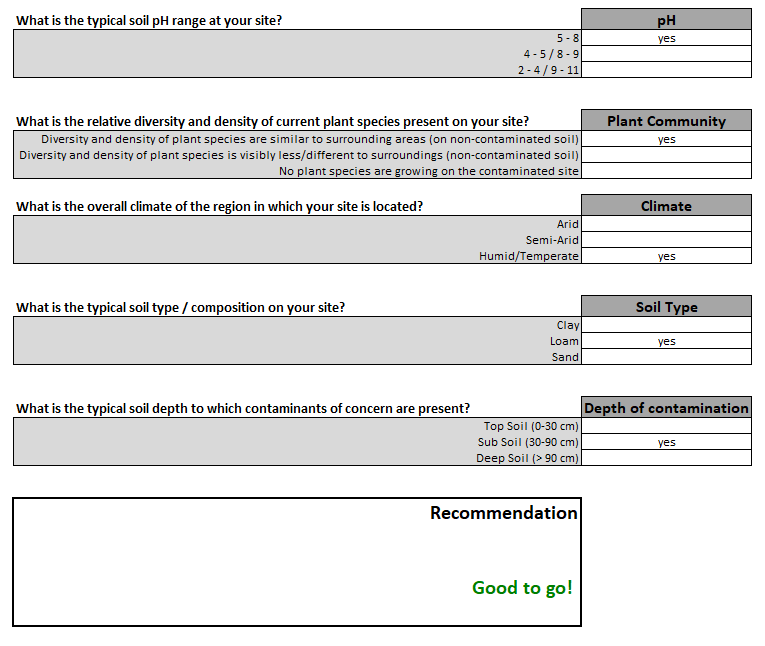 What is the typical soil pH range at your site? pH
5 - 8 yes
4 - 5 / 8 - 9
2 - 4 / 9 - 11
What is the relative diversity and density of current plant species present on your site? Plant Community
Diversity and density of plant species are similar to surrounding areas (on non-contaminated soil) yes
Diversity and density of plant species is visibly less/different to surroundings (non-contaminated soil)
No plant species are growing on the contaminated site
What is the overall climate of the region in which your site is located? Climate
Arid
Semi-Arid
Humid/Temperate yes
What is the typical soil type / composition on your site? Soil Type
Clay
Loam yes
Sand
What is the typical soil depth to which contaminants of concern are present? Depth of contamination
Top Soil (0-30 cm)
Sub Soil (30-90 cm) yes
Deep Soil (> 90 cm)
Recommendation
Good to go!